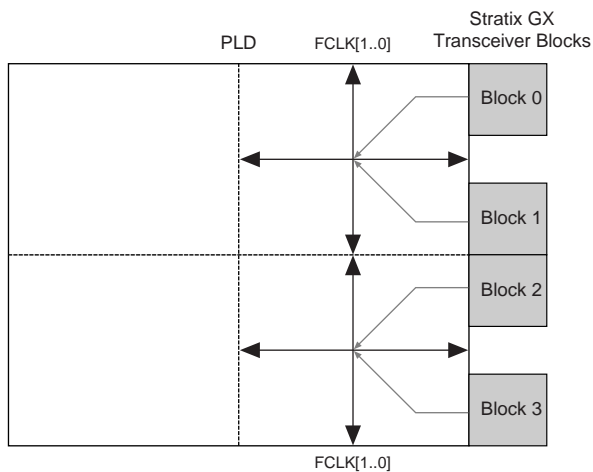 Stratix GX
PLD FCLK[1..0] Transceiver Blocks
Block 0
Block 1
Block 2
Block 3
FCLK[1..0]